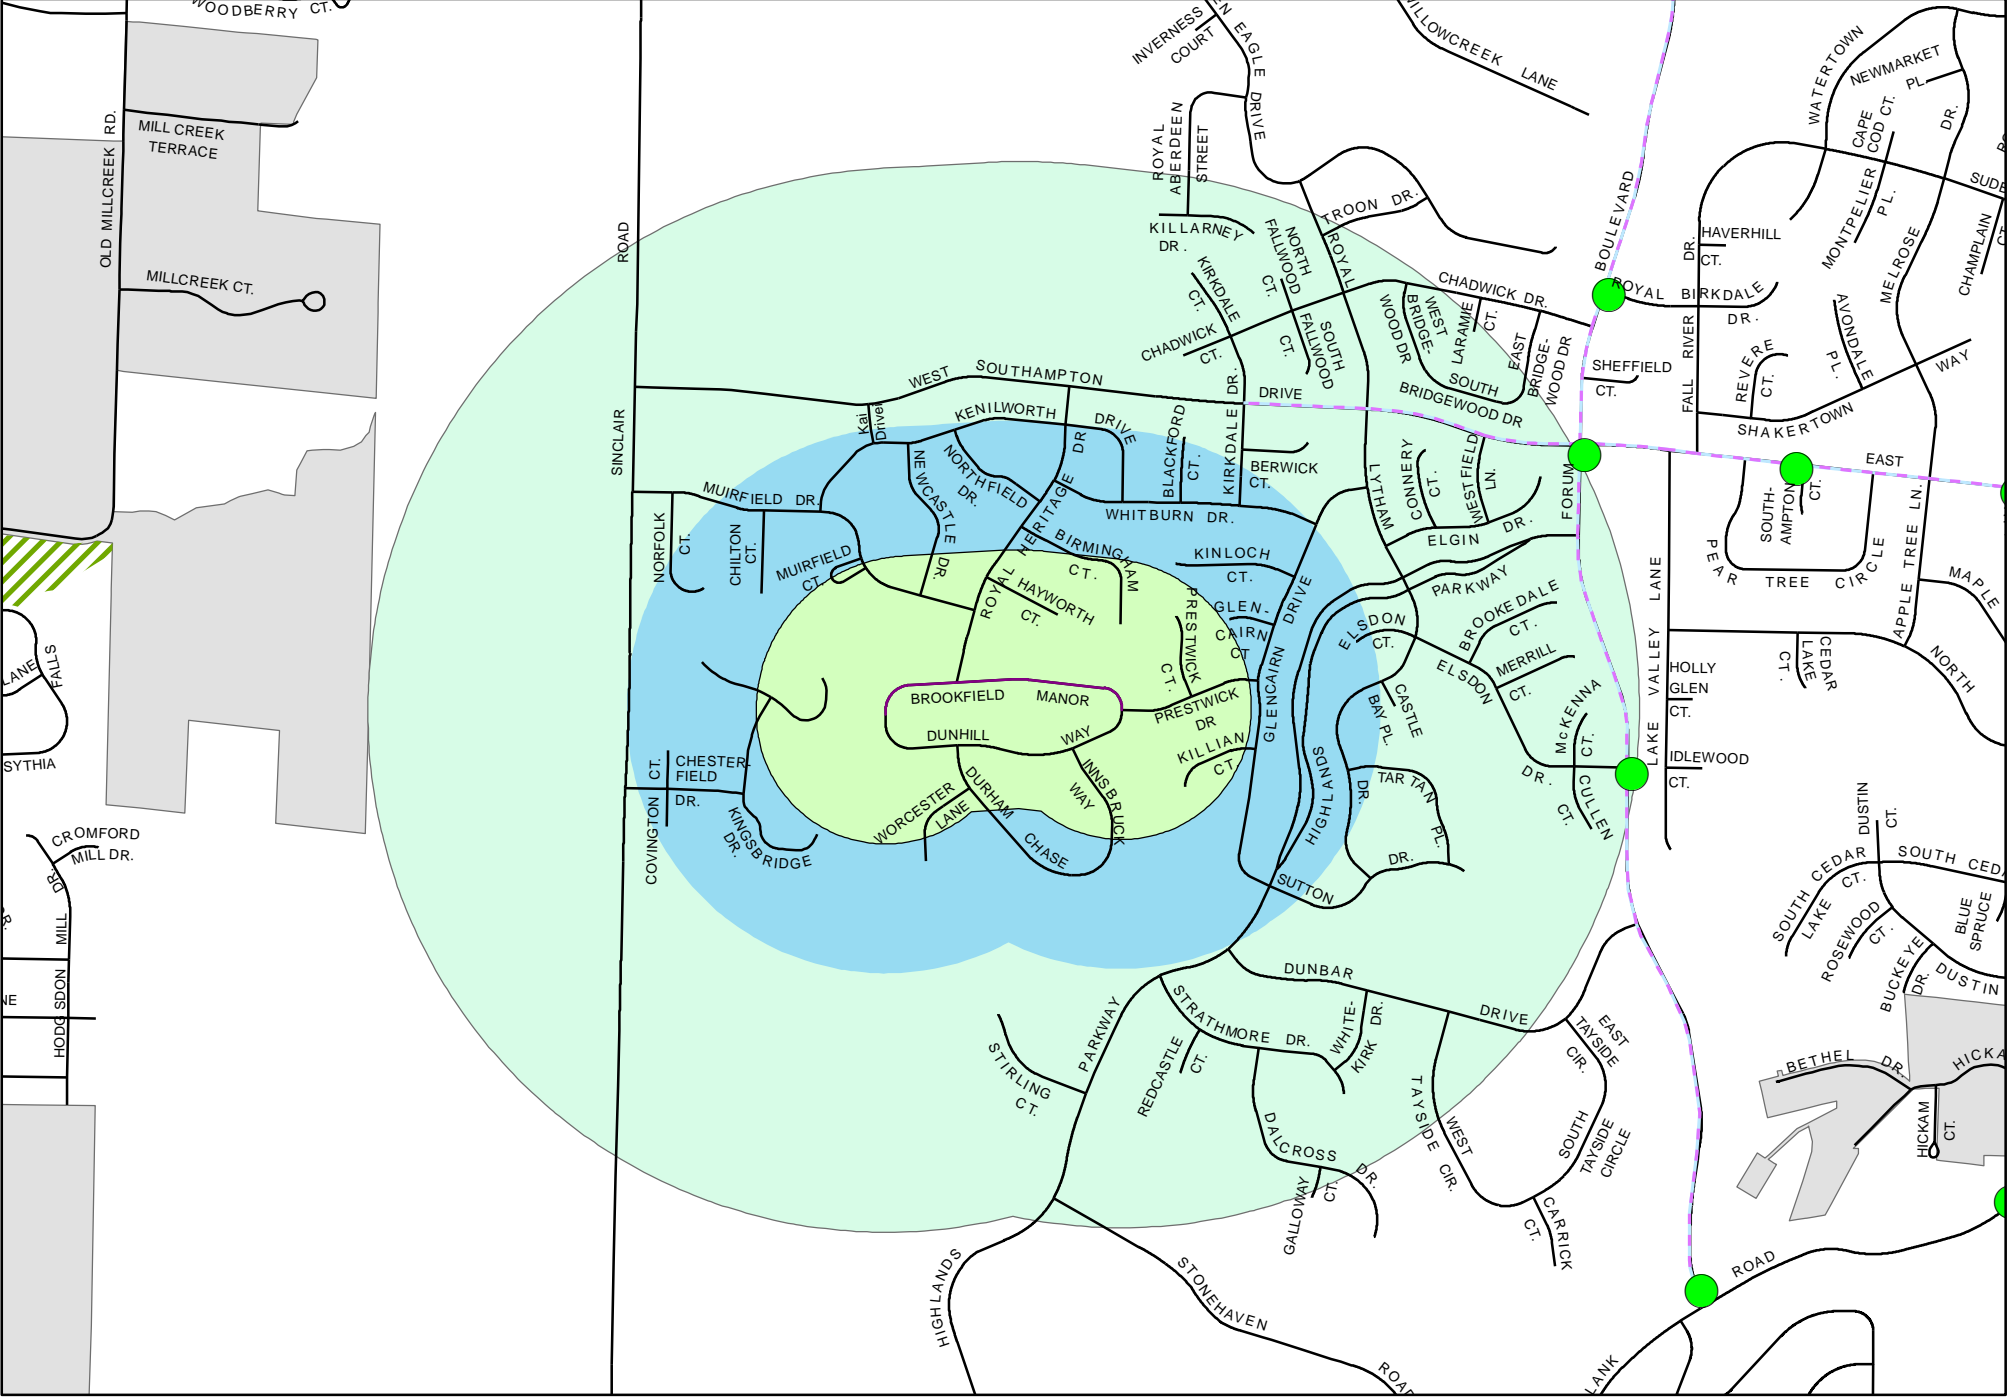 WOODBERRY CT.
OLD MILLCREEK RD.
MILL CREEK
TERRACE
MILLCREEK CT.
LANE
FALLS
SYTHIA
CROMFORD
MILL DR.
DR.
MILL
HODGSDON
SINCLAIR
ROAD
INVERNESS
COURT
EN EAGLE DRIVE
ILLOWCREEK LANE
ROYAL
ABERDEEN
STREET
KILLARNEY
DR.
TROON DR.
ROYAL
NORTH
FALLWOOD
CT.
KIRKDALE
CT.
CHADWICK
CT.
SOUTH
FALLWOOD
CT.
CHADWICK DR.
WEST
BRIDGE-
WOOD DR
LARAMIE
CT.
EAST
BRIDGE-
WOOD DR
SOUTH
BRIDGEWOOD DR
BOULEVARD
ROYAL BIRKDALE
DR.
SHEFFIELD
CT.
WATERTOWN
NEWMARKET
PL.
CAPE
COD CT.
DR.
MONTPELIER
PL.
SUDE
CHAMPLAIN
CT.
MELROSE
HAVERHILL
CT.
DR.
FALL RIVER
REVERE
CT.
AVONDALE
PL.
SHAKERTOWN
WAY
EAST
WEST SOUTHAMPTON
DRIVE
Kai
Drive
KENILWORTH DRIVE
NORTHFIELD
DR.
NEWCASTLE
DR.
ROYAL HERITAGE
DR
BLACKFORD
CT.
KIRKDALE DR.
BERWICK
CT.
WHITBURN DR.
MUIRFIELD DR.
NORFOLK
CT.
CHILTON
CT.
MUIRFIELD
CT.
BIRMINGHAM
CT.
HAYWORTH
CT.
KINLOCH
CT.
GLEN-
CAIRN
CT
PRESTWICK
CT.
PRESTWICK
DR
KILLIAN
CT.
GLENCAIRN DRIVE
LYTHAM
CONNERY
CT.
WESTFIELD
LN.
ELGIN DR.
FORUM
SOUTH-
AMPTON
CT.
PEAR TREE CIRCLE
APPLE TREE LN.
MAPLE
NORTH
CEDAR
LAKE
CT.
LAKE VALLEY LANE
HOLLY
GLEN
CT.
IDLEWOOD
CT.
PARKWAY
ELSDON
CT.
BROOKEDALE
CT.
MERRILL
CT.
ELSDON
DR.
McKENNA
CT.
CULLEN
CT.
CASTLE
BAY PL.
TARTAN
PL.
DR.
HIGHLANDS
DR.
SUTTON
BROOKFIELD MANOR
DUNHILL
WAY
INNSBRUCK
WAY
DURHAM
CHASE
WORCESTER
LANE
CHESTER-
FIELD
DR.
COVINGTON
CT.
KINGSBRIDGE
DR.
DUNBAR
DRIVE
STRATHMORE DR.
WHITE-
KIRK DR.
REDCASTLE
CT.
PARKWAY
STIRLING
CT.
DALCROSS
DR.
GALLOWAY
CT.
TAYSIDE
WEST
CIR.
EAST
TAYSIDE
CIR.
SOUTH
TAYSIDE
CIRCLE
CARRICK
CT.
HIGHLANDS
STONEHAVEN
ROAD
DUSTIN
CT.
SOUTH CEDAR
LAKE
CT.
SOUTH CED
ROSEWOOD
CT.
BLUE
SPRUCE
BUCKEYE
DR.
DUSTIN
BETHEL DR.
HICKA
HICKAM
CT.
ROAD
LANK